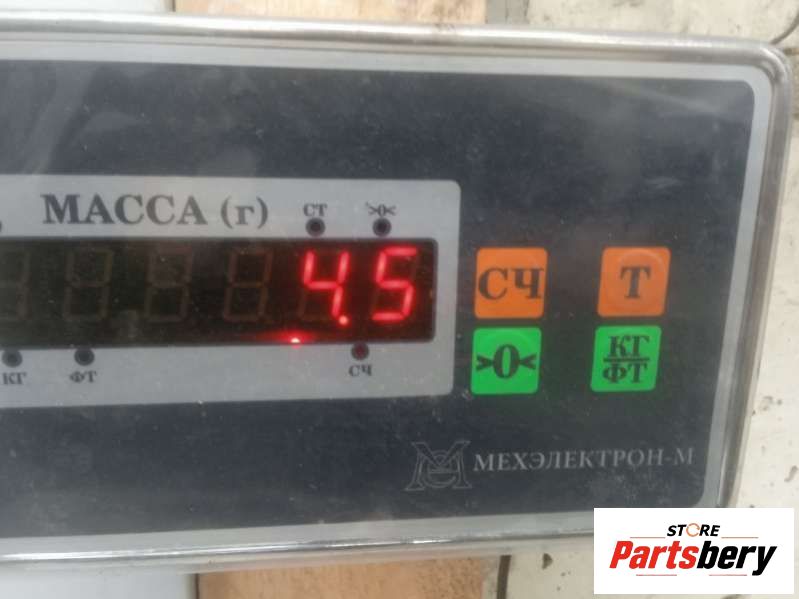 МАССА (г)
СТ
>0<
4.5
КГ
ФТ
СЧ
СЧ
Т
>0<
КГ
ФТ
МЕХЭЛЕКТРОН-М
STORE
Partsbery